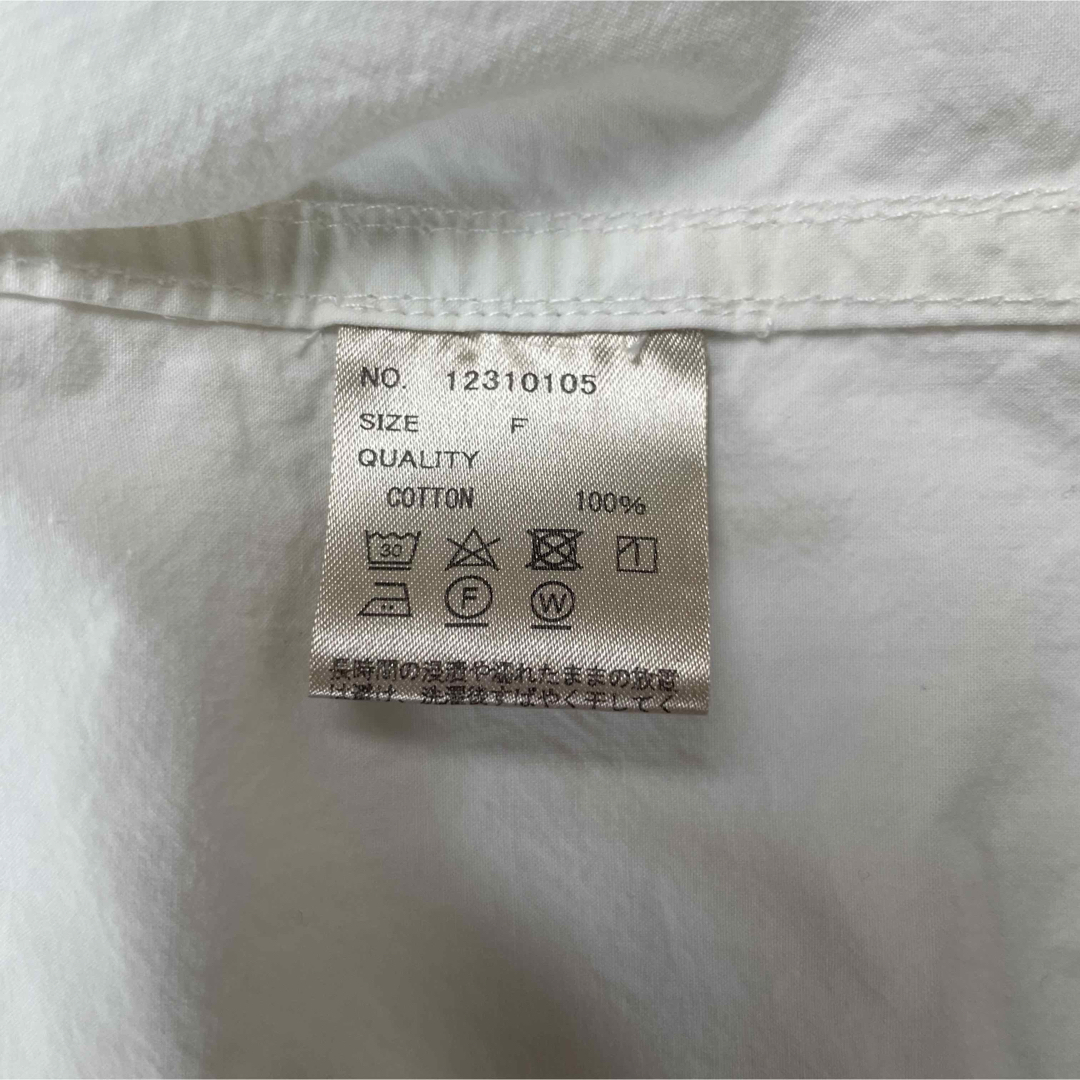 NO. 12310105
SIZE F
QUALITY
COTTON 100%
30
F W
長時間の浸漬や濡れたままの放置
は避け、洗濯後すばやく干してく